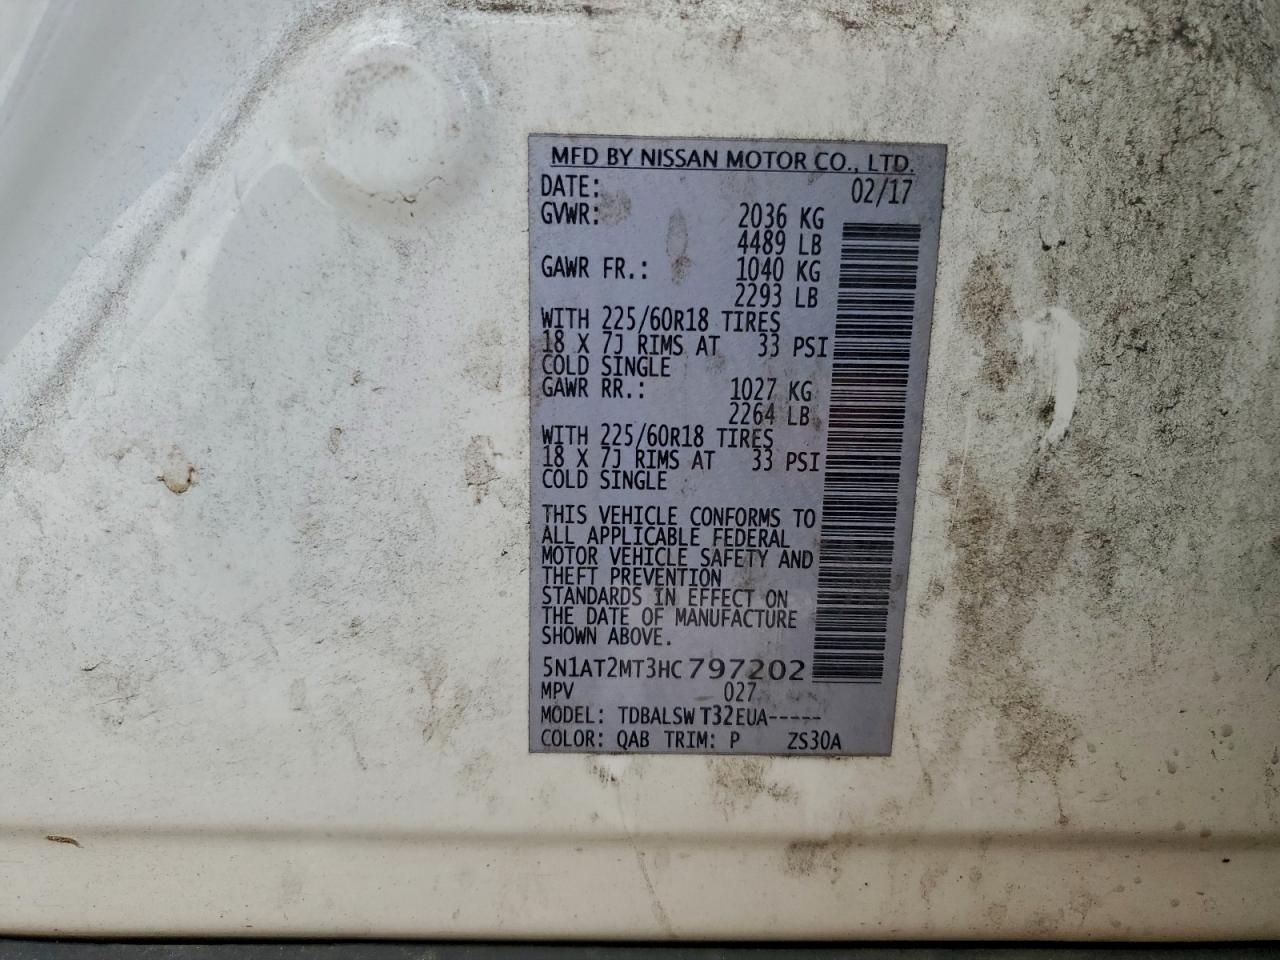 MFD BY NISSAN MOTOR CO., LTD.
DATE: 02/17
GVWR: 2036 KG
4489 LB
GAWR FR.: 1040 KG
2293 LB
WITH 225/60R18 TIRES
18 X 7J RIMS AT 33 PSI
COLD SINGLE
GAWR RR.: 1027 KG
2264 LB
WITH 225/60R18 TIRES
18 X 7J RIMS AT 33 PSI
COLD SINGLE
THIS VEHICLE CONFORMS TO
ALL APPLICABLE FEDERAL
MOTOR VEHICLE SAFETY AND
THEFT PREVENTION
STANDARDS IN EFFECT ON
THE DATE OF MANUFACTURE
SHOWN ABOVE.
5N1AT2MT3HC797202
MPV 027
MODEL: TDBALSWT32EUA-----
COLOR: QAB TRIM: P ZS30A